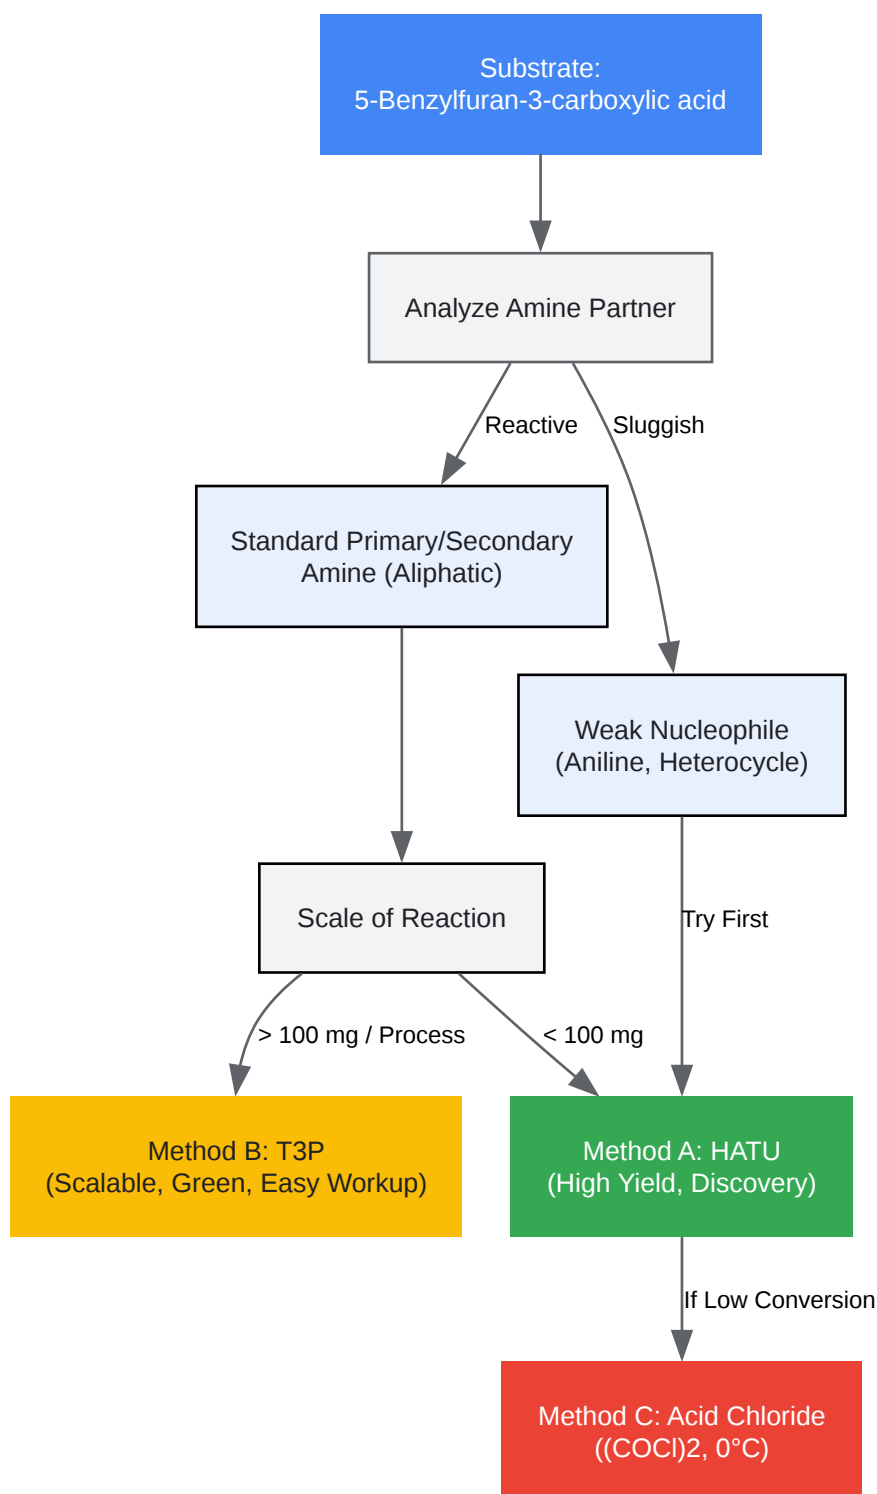 Substrate:
5-Benzylfuran-3-carboxylic acid
Analyze Amine Partner
Reactive
Sluggish
Standard Primary/Secondary
Amine (Aliphatic)
Weak Nucleophile
(Aniline, Heterocycle)
Scale of Reaction
Try First
> 100 mg / Process
< 100 mg
Method B: T3P
(Scalable, Green, Easy Workup)
Method A: HATU
(High Yield, Discovery)
If Low Conversion
Method C: Acid Chloride
((COCl)2, 0°C)